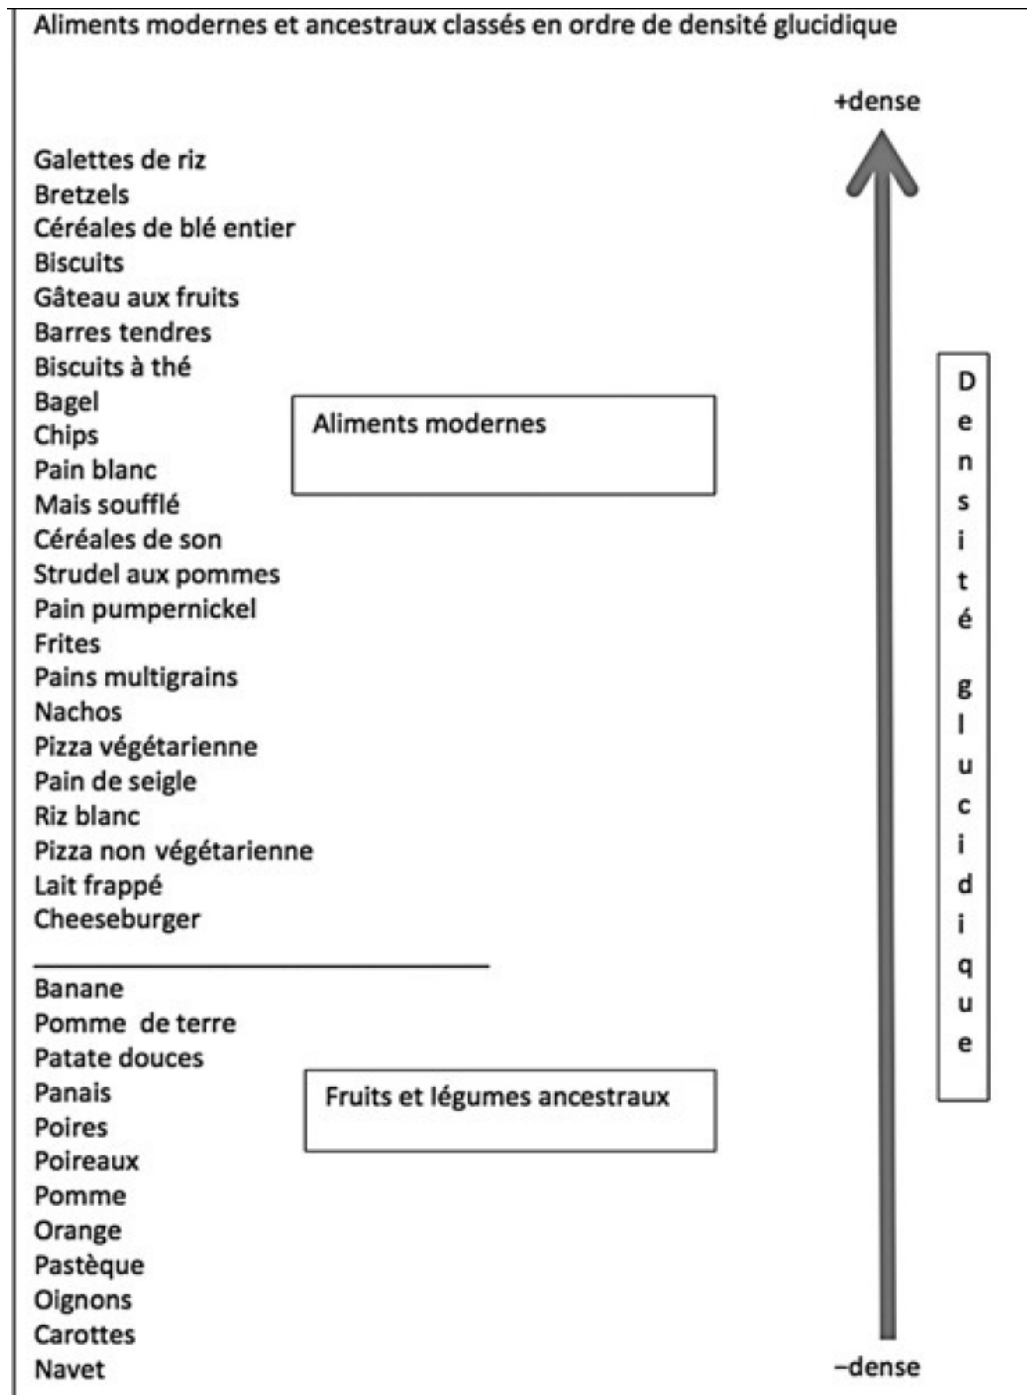 Aliments modernes et ancestraux classés en ordre de densité glucidique
+dense
Galettes de riz
Bretzels
Céréales de blé entier
Biscuits
Gâteau aux fruits
Barres tendres
Biscuits à thé
Bagel
Chips
Pain blanc
Mais soufflé
Céréales de son
Strudel aux pommes
Pain pumpernickel
Frites
Pains multigrains
Nachos
Pizza végétarienne
Pain de seigle
Riz blanc
Pizza non végétarienne
Lait frappé
Cheeseburger
Aliments modernes
Banane
Pomme de terre
Patate douces
Panais
Poires
Poireaux
Pomme
Orange
Pastèque
Oignons
Carottes
Navet
Fruits et légumes ancestraux
Densité glucidique
−dense